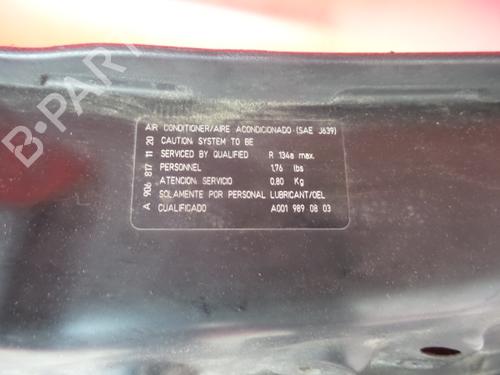 B-PARTS
AIR CONDITIONER/AIRE ACONDICIONADO (SAE J639)
CAUTION SYSTEM TO BE
SERVICED BY QUALIFIED R 134a max.
PERSONNEL 1,76 lbs
ATENCION SERVICIO 0,80 Kg
SOLAMENTE POR PERSONAL LUBRICANT/OEL
CUALIFICADO A001 989 08 03
A 906 817 11 20